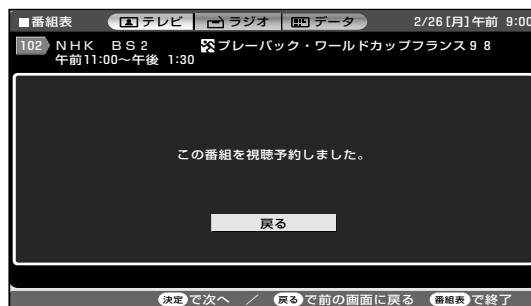 ■番組表 テレビ ラジオ データ 2/26[月]午前 9:00
102 NHK BS2 プレーバック・ワールドカップフランス98
午前11:00～午後 1:30
この番組を視聴予約しました。
戻る
決定で次へ ／ 戻るで前の画面に戻る 番組表で終了